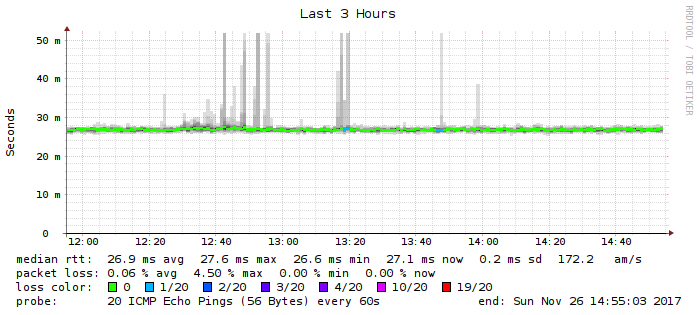 Last 3 Hours
RRDTOOL / TOBI OETIKER
Seconds
50 m
40 m
30 m
20 m
10 m
0
12:00 12:20 12:40 13:00 13:20 13:40 14:00 14:20 14:40
median rtt: 26.9 ms avg 27.6 ms max 26.6 ms min 27.1 ms now 0.2 ms sd 172.2 am/s
packet loss: 0.06 % avg 4.50 % max 0.00 % min 0.00 % now
loss color: 0 1/20 2/20 3/20 4/20 10/20 19/20
probe: 20 ICMP Echo Pings (56 Bytes) every 60s end: Sun Nov 26 14:55:03 2017